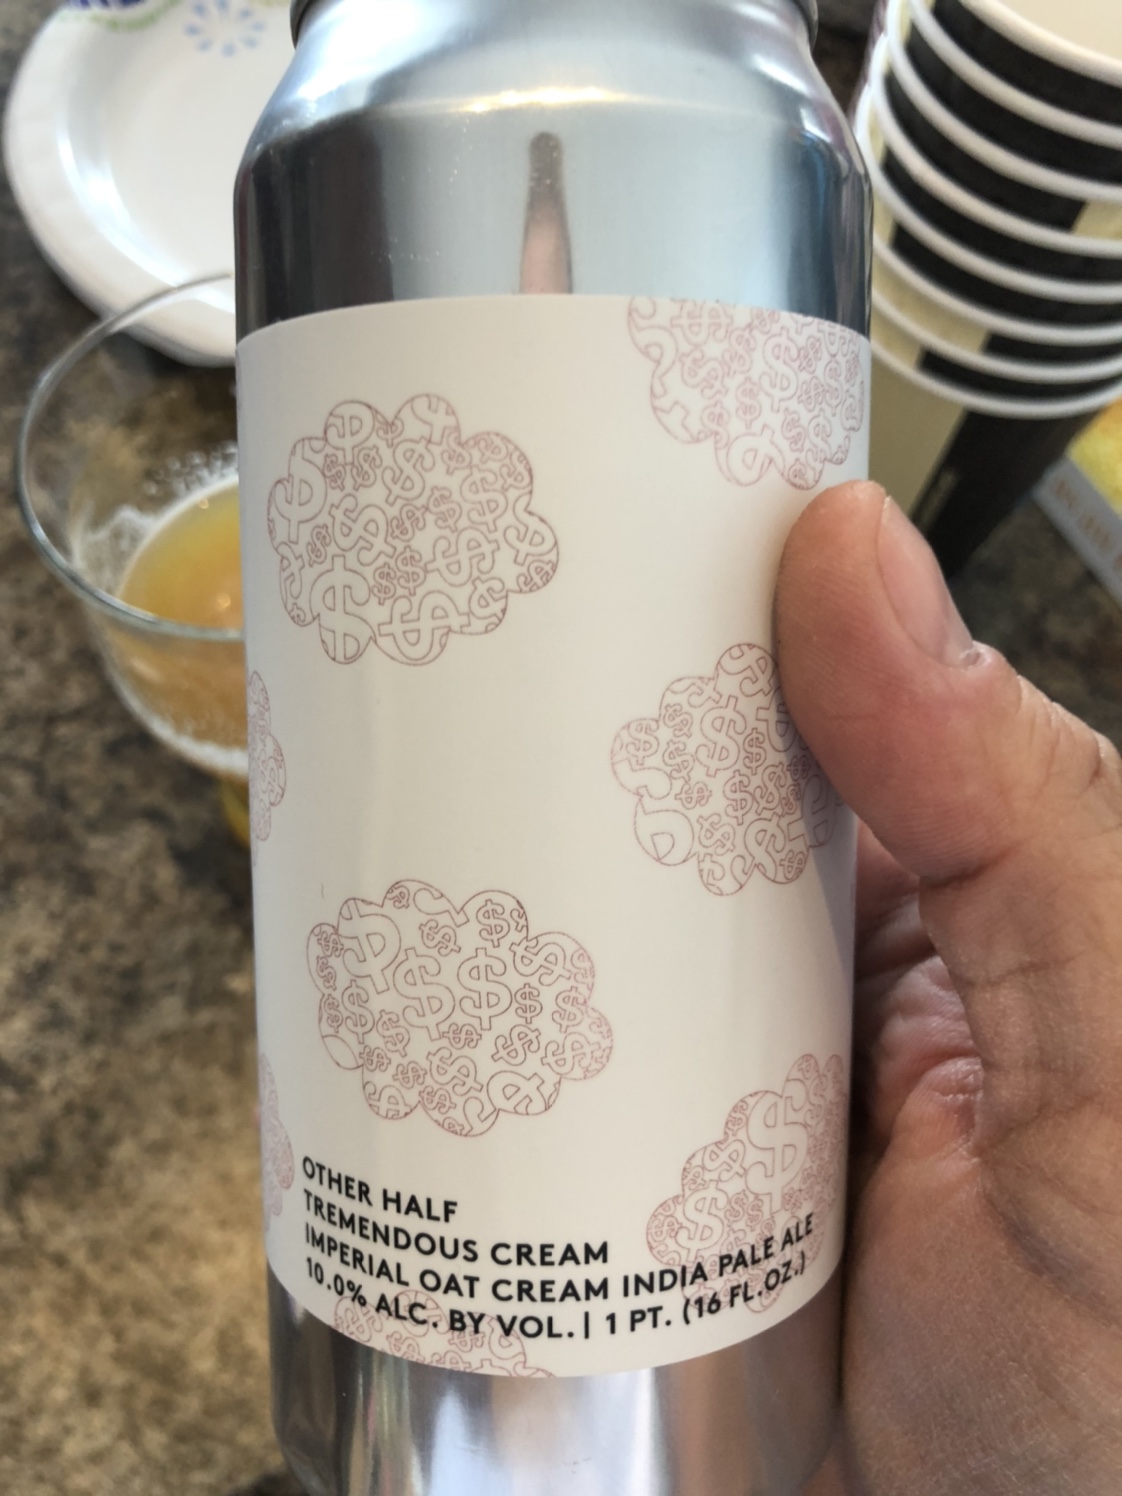 OTHER HALF
TREMENDOUS CREAM
IMPERIAL OAT CREAM INDIA PALE ALE
10.0% ALC. BY VOL. | 1 PT. (16 FL.OZ.)